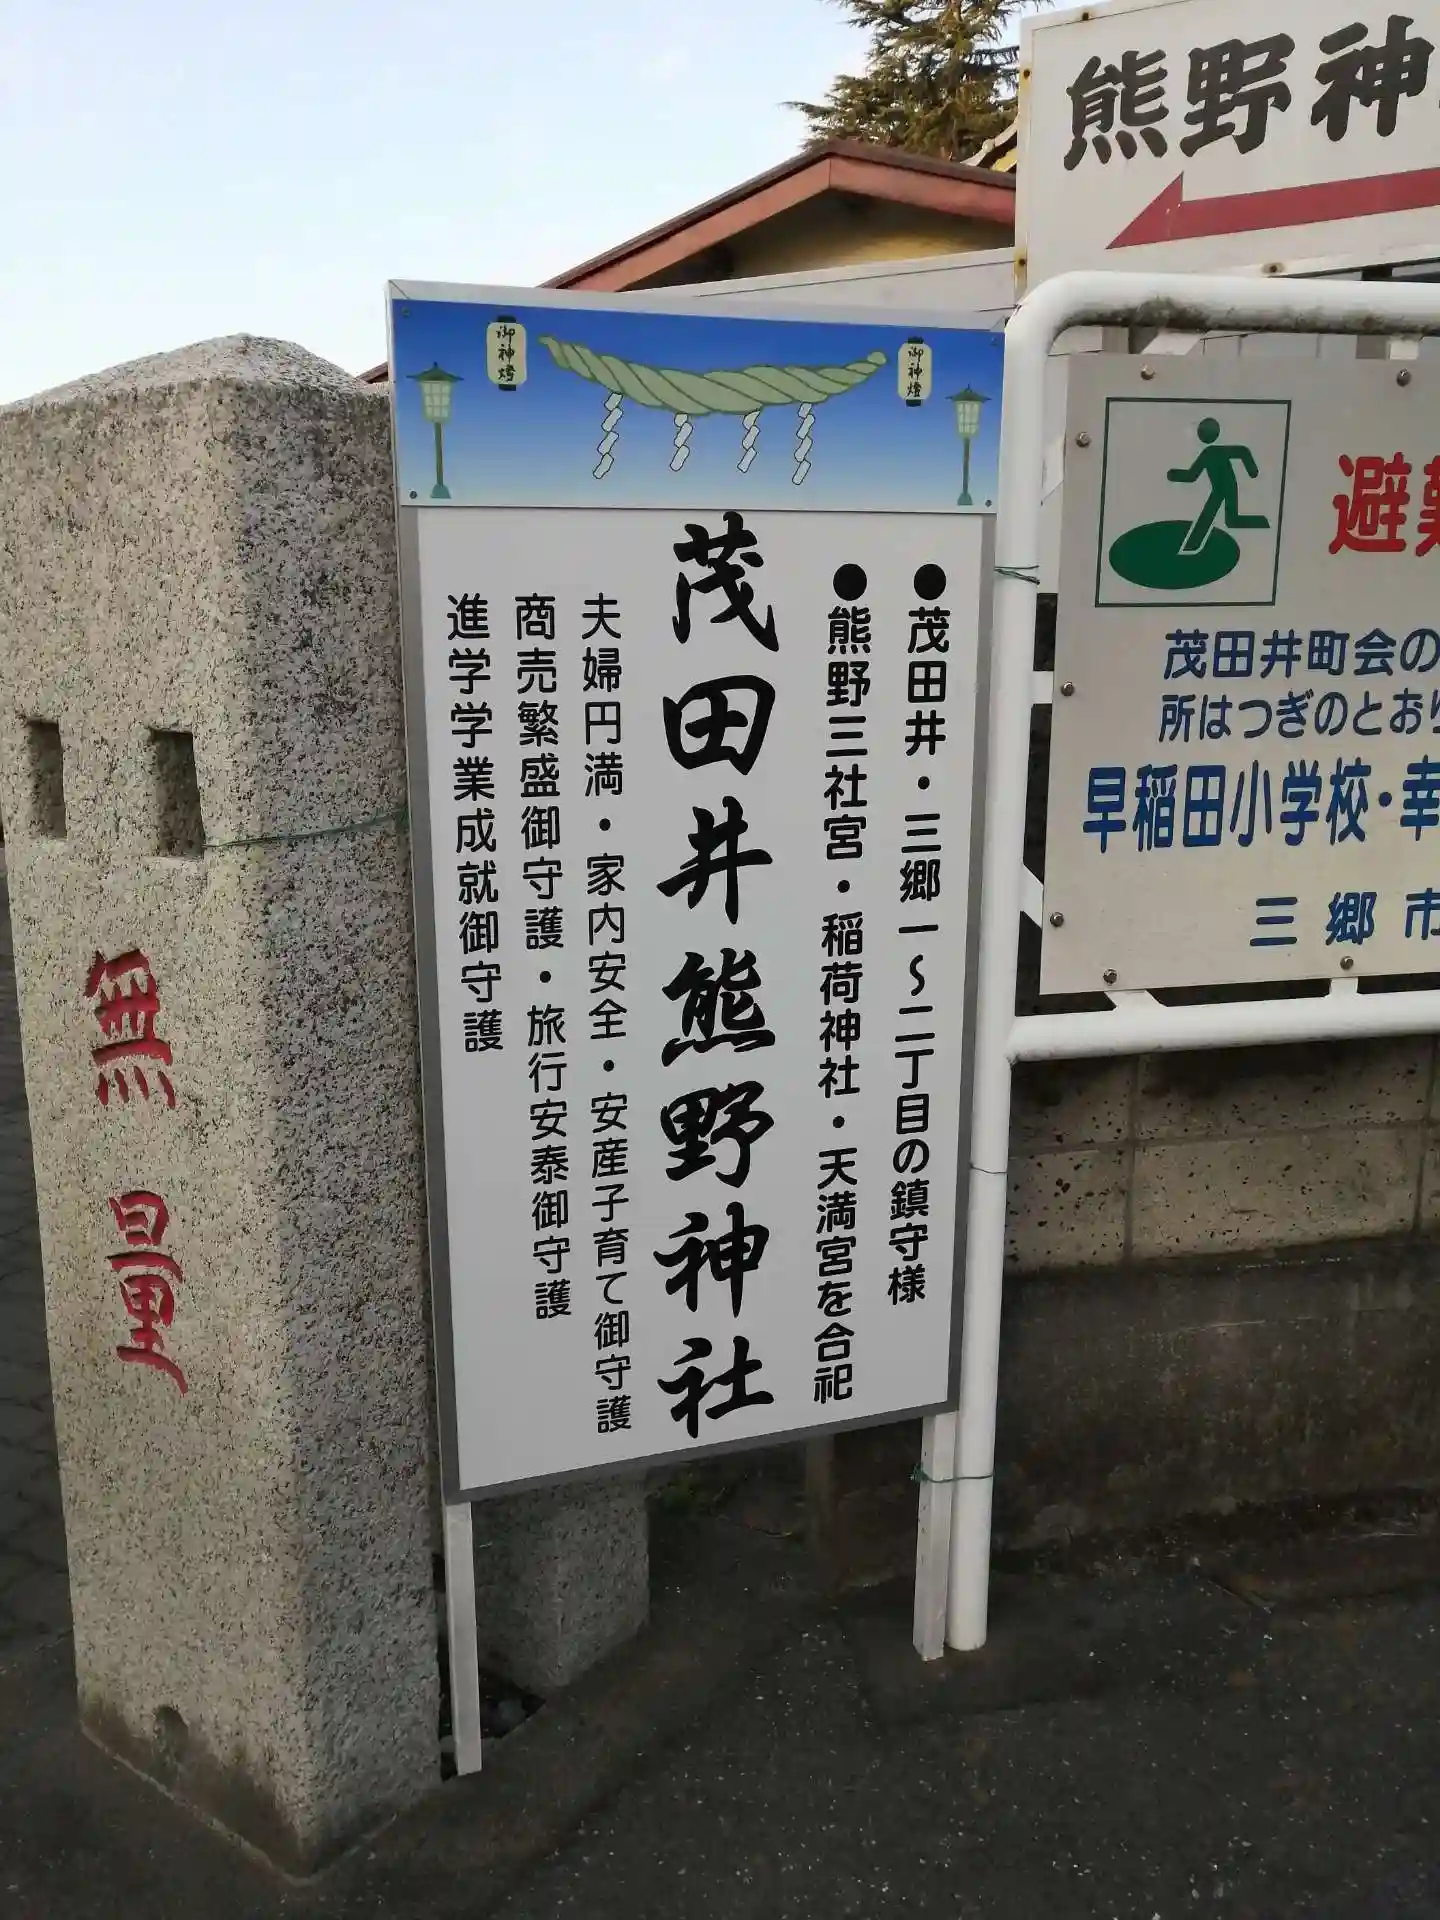 熊野神
御神燈
御神燈
●茂田井・三郷一～二丁目の鎮守様
●熊野三社宮・稲荷神社・天満宮を合祀
茂田井熊野神社
夫婦円満・家内安全・安産子育て御守護
商売繁盛御守護・旅行安泰御守護
進学学業成就御守護
無量
避難
茂田井町会の
所はつぎのとおり
早稲田小学校・幸
三郷市